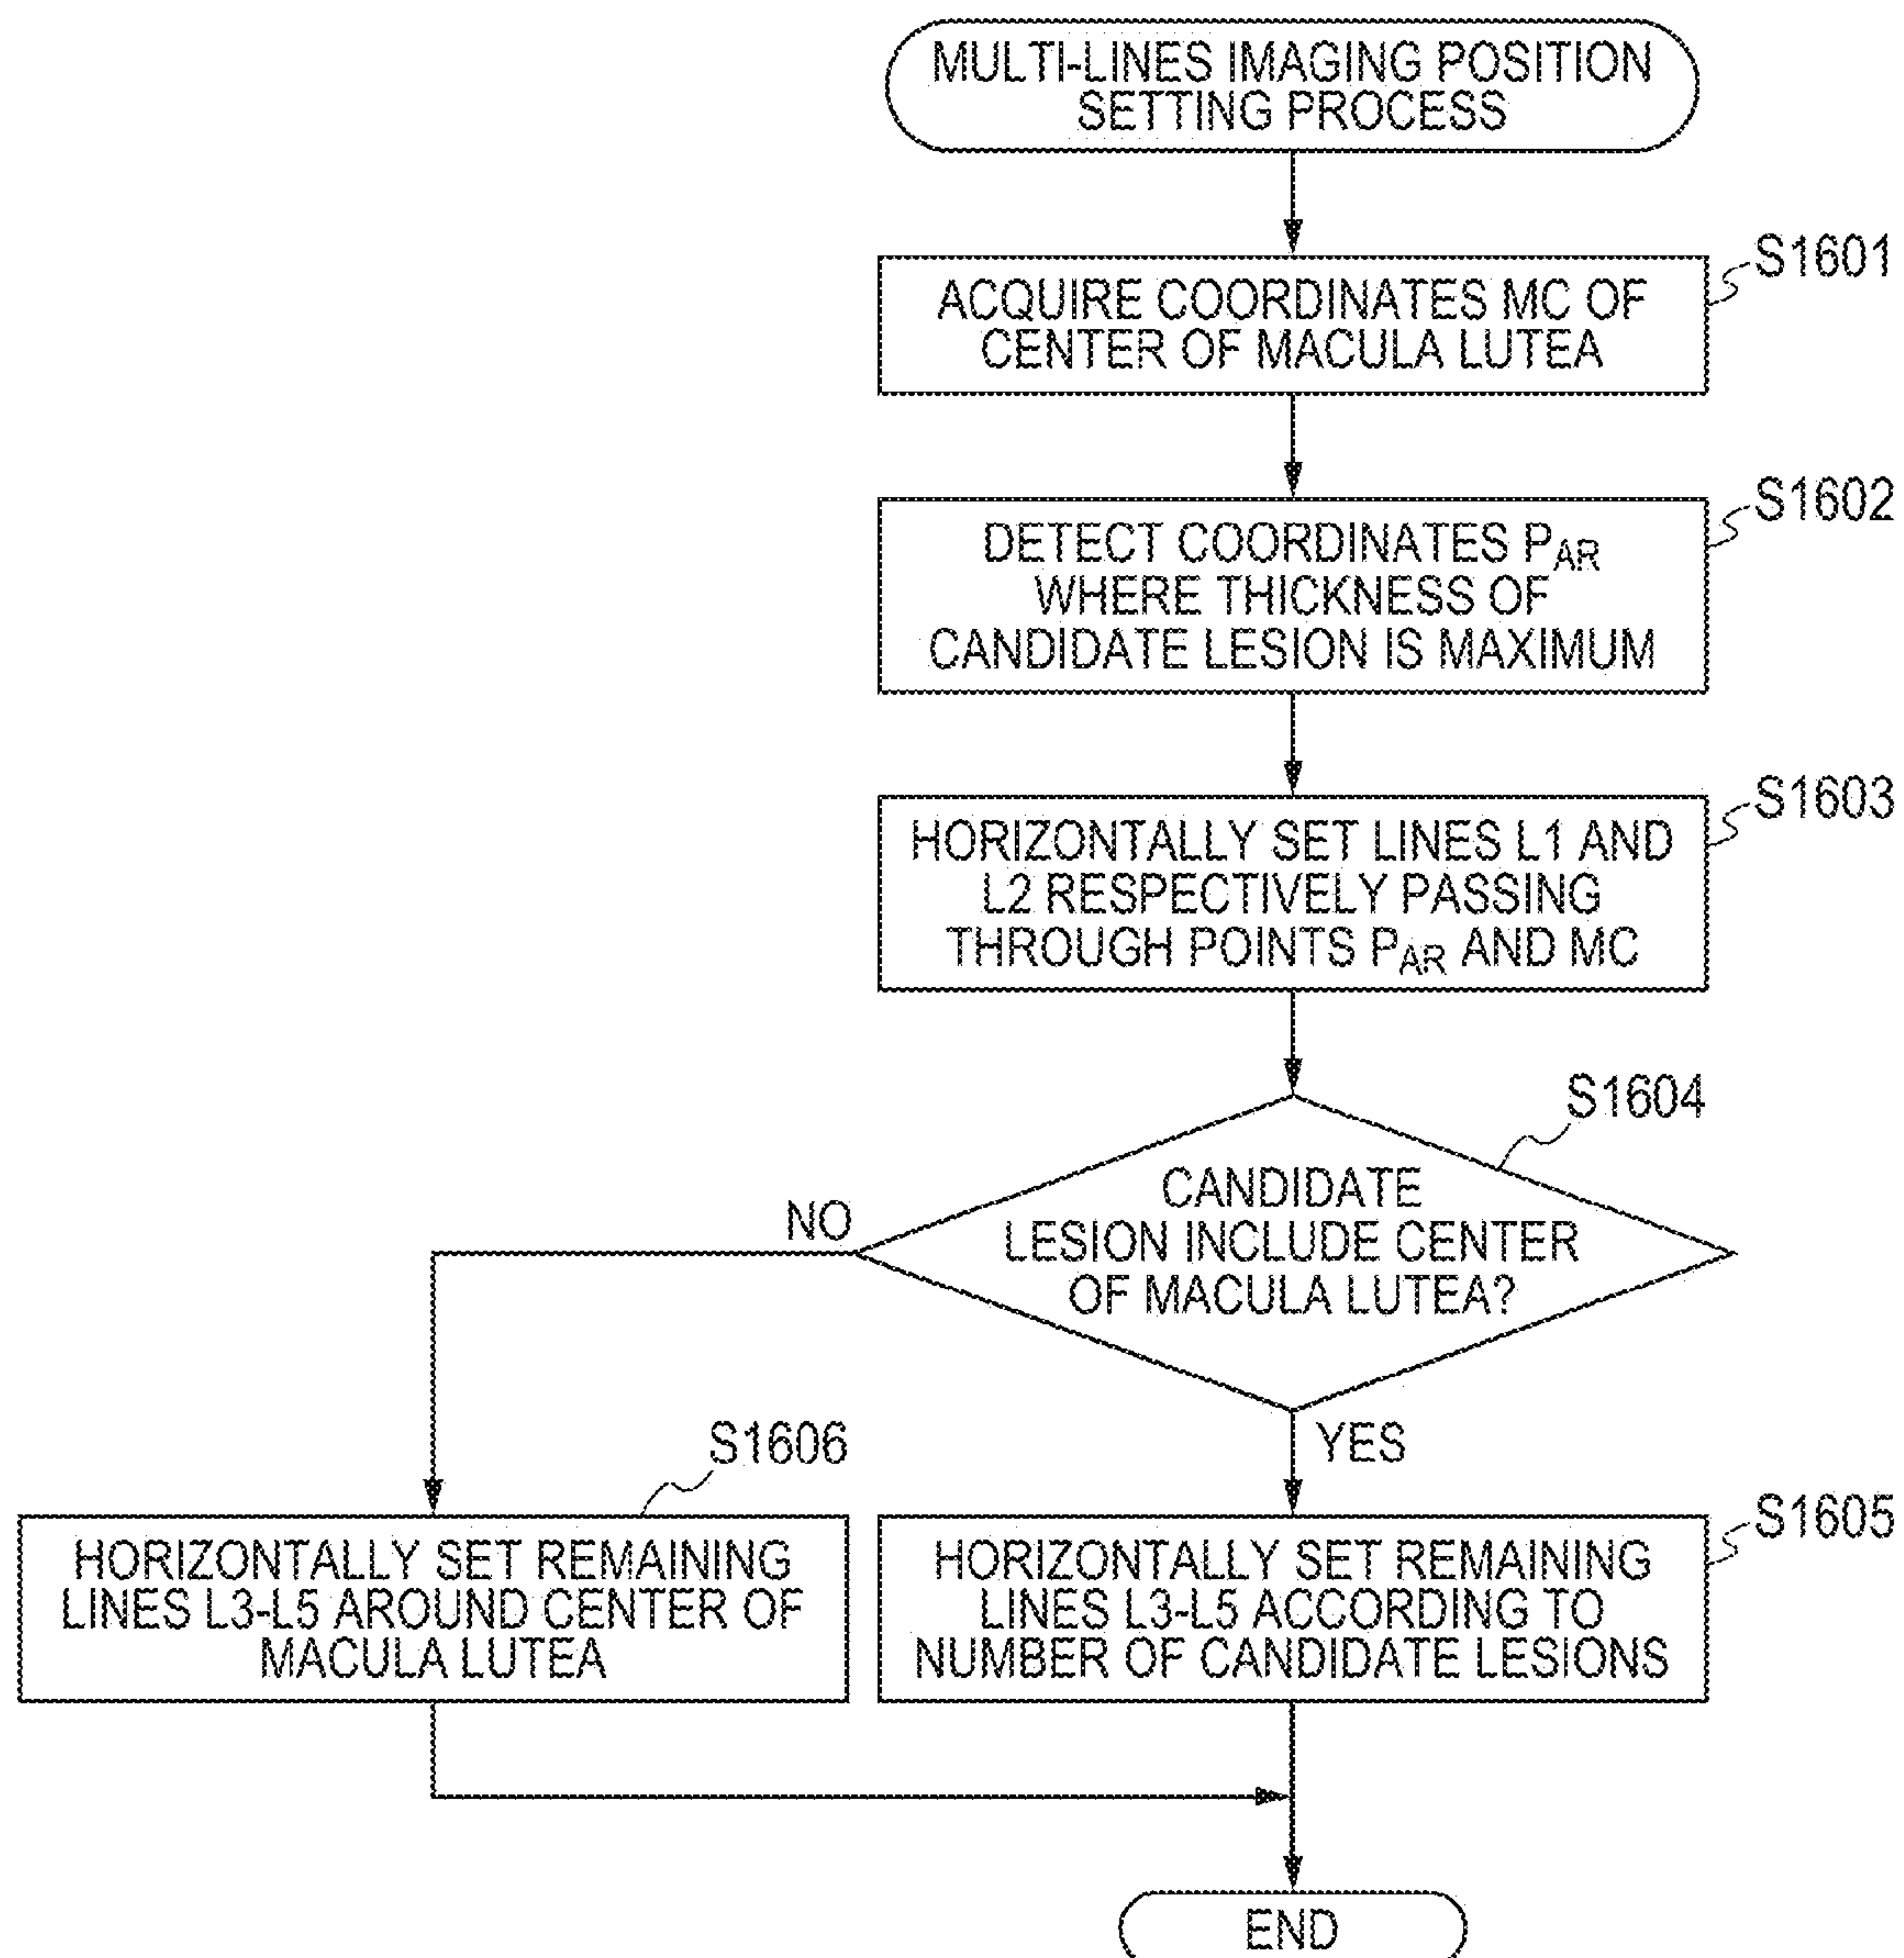 MULTI-LINES IMAGING POSITION
SETTING PROCESS
S1601
ACQUIRE COORDINATES MC OF
CENTER OF MACULA LUTEA
S1602
DETECT COORDINATES PAR
WHERE THICKNESS OF
CANDIDATE LESION IS MAXIMUM
S1603
HORIZONTALLY SET LINES L1 AND
L2 RESPECTIVELY PASSING
THROUGH POINTS PAR AND MC
S1604
CANDIDATE
LESION INCLUDE CENTER
OF MACULA LUTEA?
NO
YES
S1606
HORIZONTALLY SET REMAINING
LINES L3-L5 AROUND CENTER OF
MACULA LUTEA
S1605
HORIZONTALLY SET REMAINING
LINES L3-L5 ACCORDING TO
NUMBER OF CANDIDATE LESIONS
END